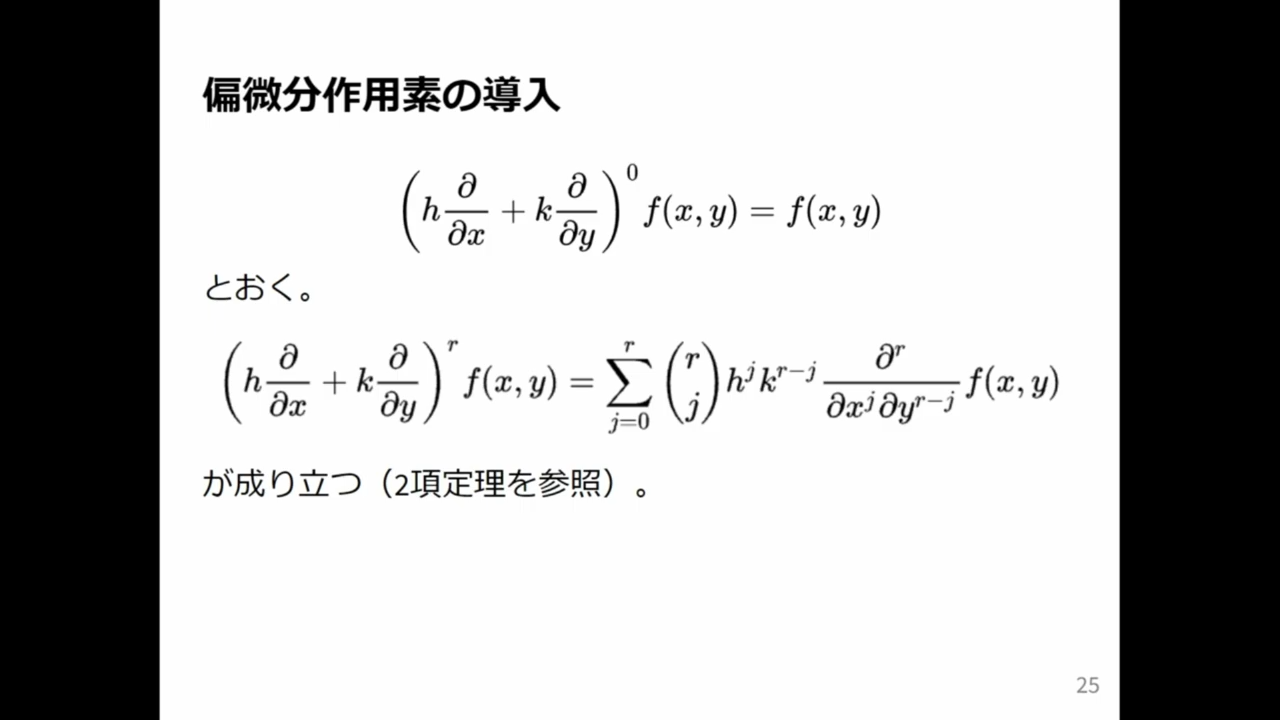 偏微分作用素の導入
$$\left(h\frac{\partial}{\partial x}+k\frac{\partial}{\partial y}\right)^0 f(x,y)=f(x,y)$$
とおく。
$$\left(h\frac{\partial}{\partial x}+k\frac{\partial}{\partial y}\right)^r f(x,y)=\sum_{j=0}^{r}\binom{r}{j}h^j k^{r-j}\frac{\partial^r}{\partial x^j \partial y^{r-j}}f(x,y)$$
が成り立つ（2項定理を参照）。
25